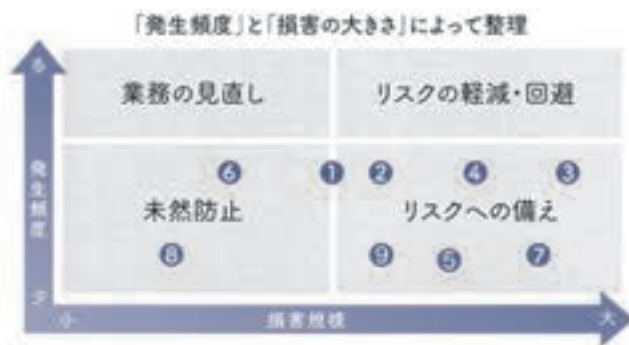 「発生頻度」と「損害の大きさ」によって整理
多
業務の見直し
リスクの軽減・回避
発生頻度
⑥
①
②
④
③
未然防止
リスクへの備え
⑧
⑨
⑤
⑦
少
小
損害規模
大